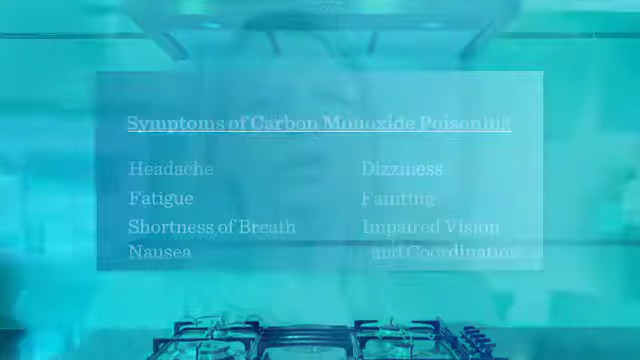 Symptoms of Carbon Monoxide Poisoning
Headache
Fatigue
Shortness of Breath
Nausea
Dizziness
Fainting
Impaired Vision
and Coordination